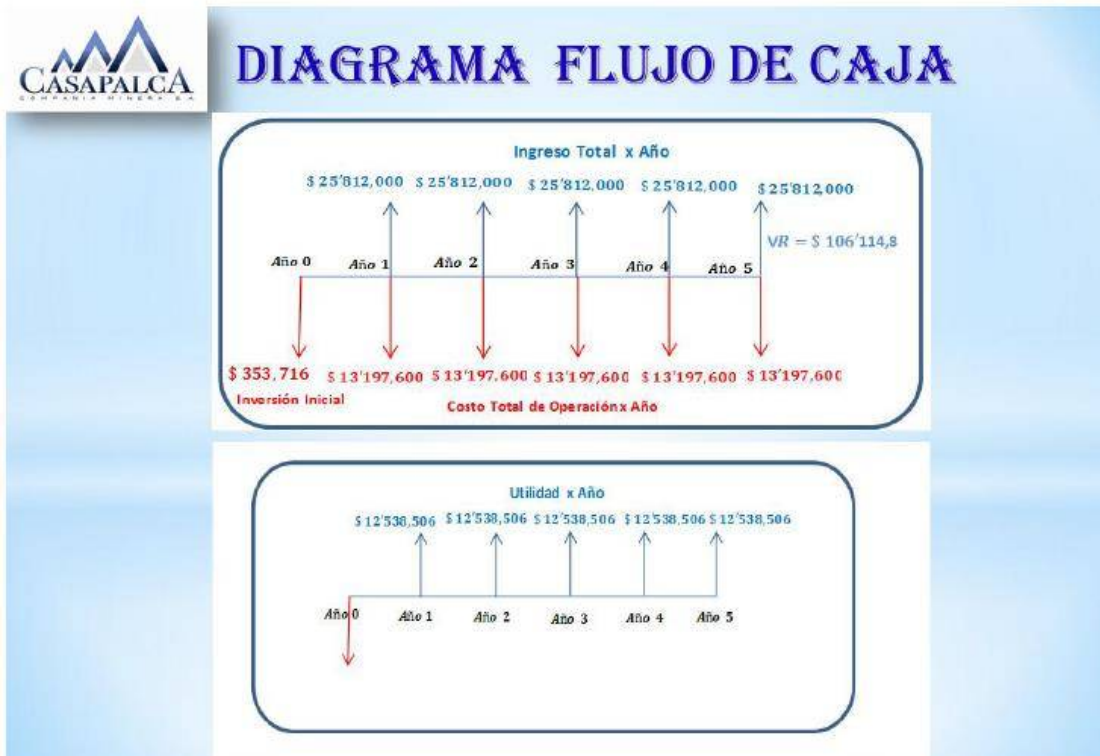 CASAPALCA
COMPAÑIA MINERA S.A
DIAGRAMA FLUJO DE CAJA
Ingreso Total x Año
$ 25'812,000 $ 25'812,000 $ 25'812,000 $ 25'812,000 $ 25'812,000
VR = $ 106'114,8
Año 0 Año 1 Año 2 Año 3 Año 4 Año 5
$ 353,716 $ 13'197,600 $ 13'197,600 $ 13'197,600 $ 13'197,600 $ 13'197,600
Inversión Inicial Costo Total de Operación x Año
Utilidad x Año
$ 12'538,506 $ 12'538,506 $ 12'538,506 $ 12'538,506 $ 12'538,506
Año 0 Año 1 Año 2 Año 3 Año 4 Año 5